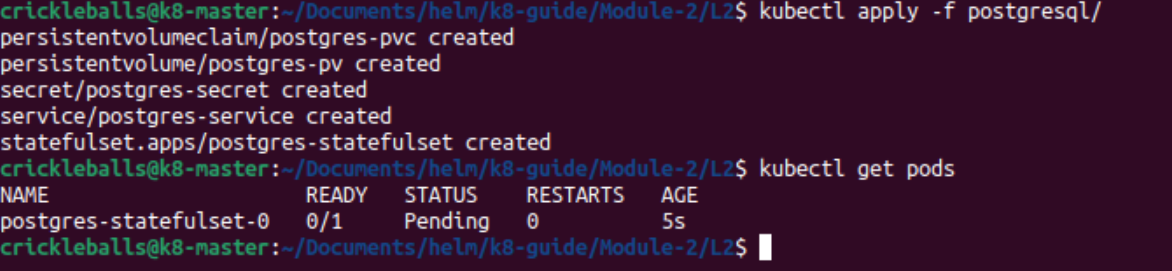 crickleballs@k8-master:~/Documents/helm/k8-guide/Module-2/L2$ kubectl apply -f postgresql/
persistentvolumeclaim/postgres-pvc created
persistentvolume/postgres-pv created
secret/postgres-secret created
service/postgres-service created
statefulset.apps/postgres-statefulset created
crickleballs@k8-master:~/Documents/helm/k8-guide/Module-2/L2$ kubectl get pods
NAME                     READY   STATUS    RESTARTS   AGE
postgres-statefulset-0   0/1     Pending   0          5s
crickleballs@k8-master:~/Documents/helm/k8-guide/Module-2/L2$